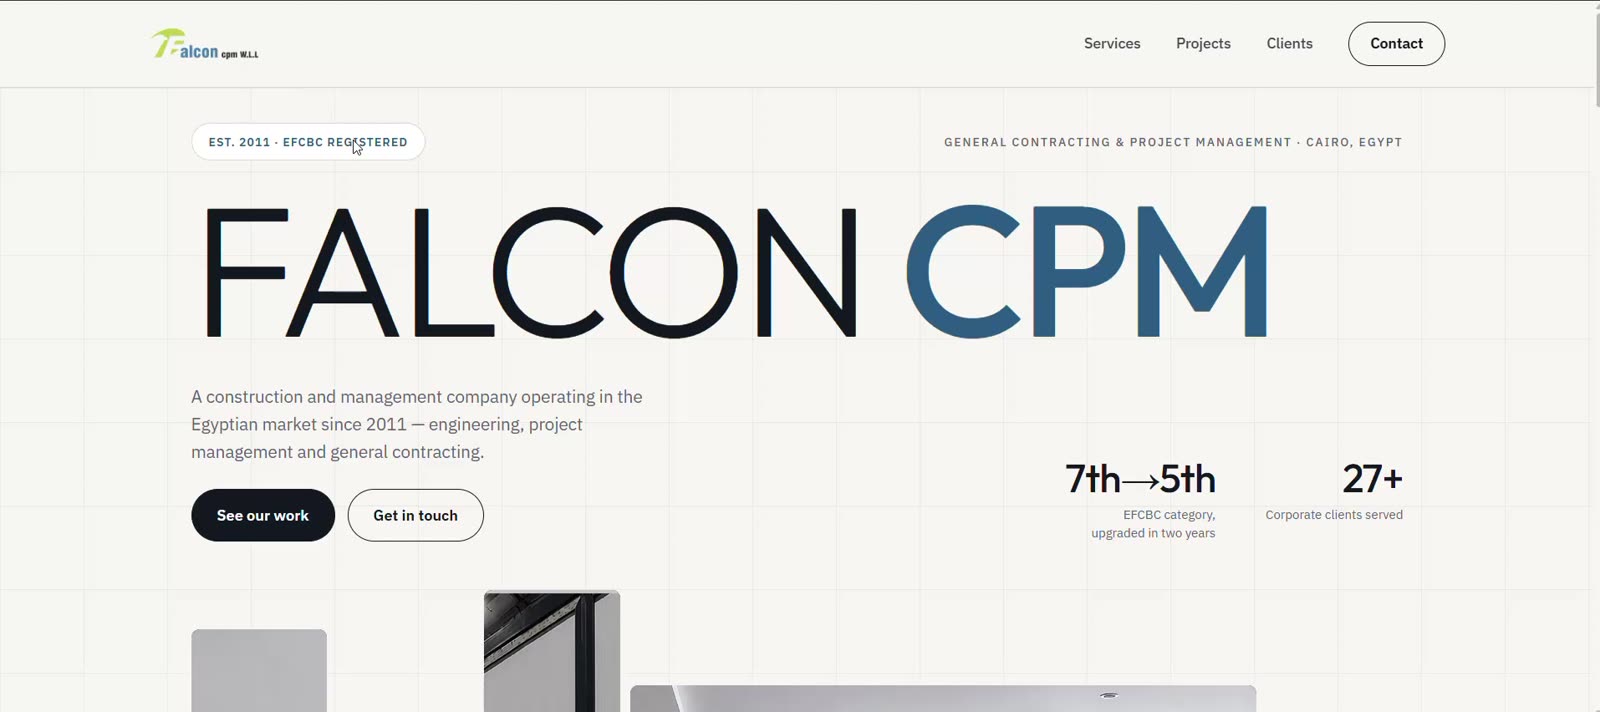 Falcon cpm W.L.L
Services
Projects
Clients
Contact
EST. 2011 · EFCBC REGISTERED
GENERAL CONTRACTING & PROJECT MANAGEMENT · CAIRO, EGYPT
FALCON CPM
A construction and management company operating in the
Egyptian market since 2011 — engineering, project
management and general contracting.
See our work
Get in touch
7th→5th
EFCBC category,
upgraded in two years
27+
Corporate clients served